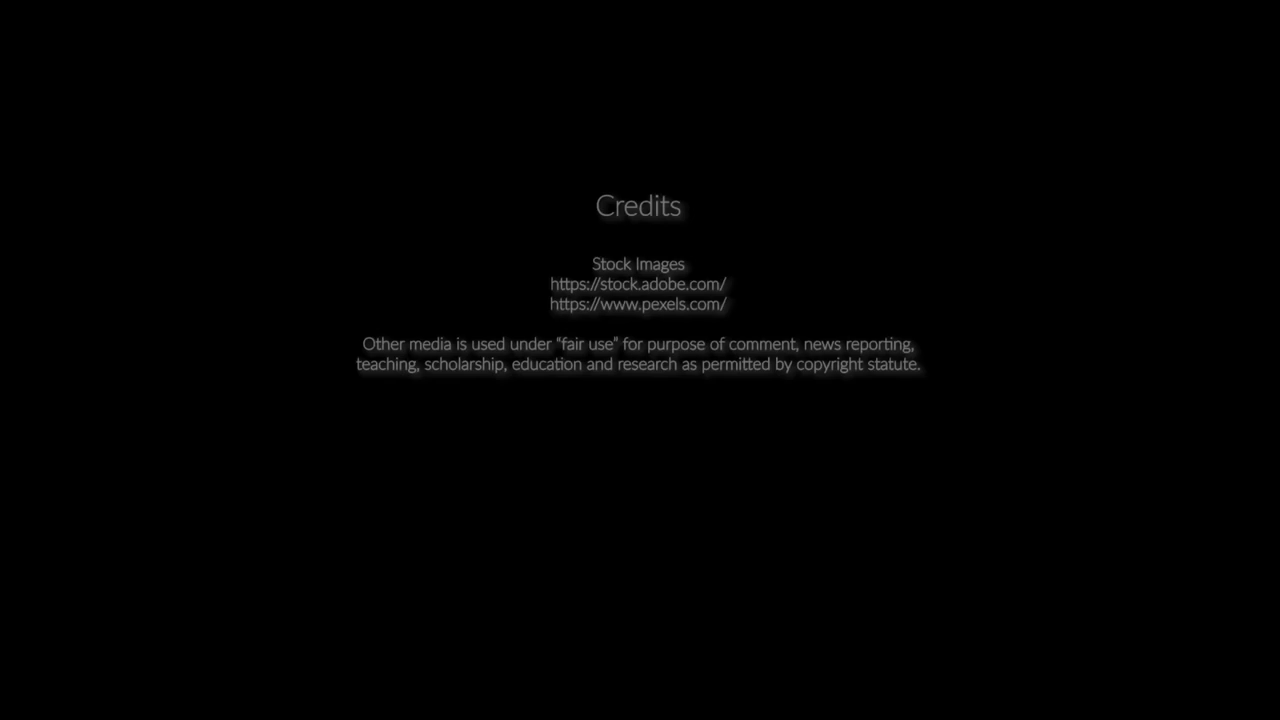 Credits
Stock Images
https://stock.adobe.com/
https://www.pexels.com/
Other media is used under “fair use” for purpose of comment, news reporting,
teaching, scholarship, education and research as permitted by copyright statute.